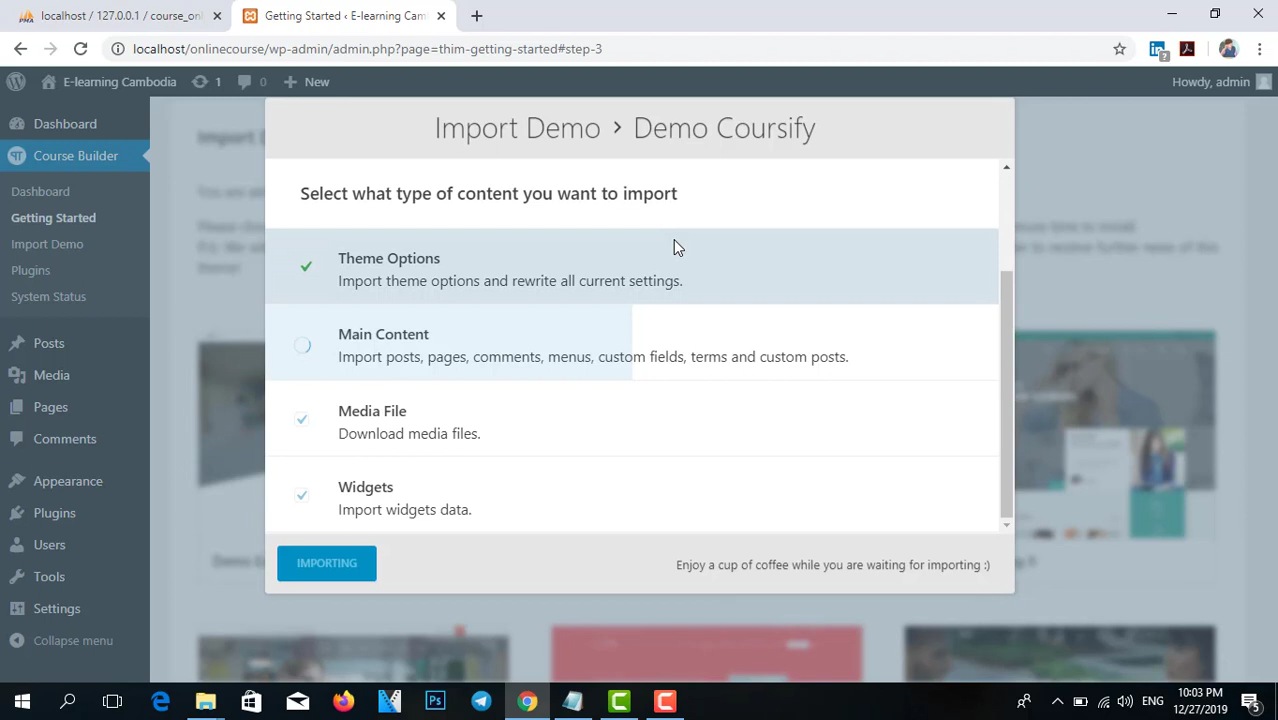 localhost / 127.0.0.1 / course_onl
Getting Started ‹ E-learning Cam
localhost/onlinecourse/wp-admin/admin.php?page=thim-getting-started#step-3
E-learning Cambodia
1
0
New
Howdy, admin
Dashboard
Course Builder
Dashboard
Getting Started
Import Demo
Plugins
System Status
Posts
Media
Pages
Comments
Appearance
Plugins
Users
Tools
Settings
Collapse menu
Import Demo > Demo Coursify
Select what type of content you want to import
Theme Options
Import theme options and rewrite all current settings.
Main Content
Import posts, pages, comments, menus, custom fields, terms and custom posts.
Media File
Download media files.
Widgets
Import widgets data.
IMPORTING
Enjoy a cup of coffee while you are waiting for importing :)
ENG
10:03 PM
12/27/2019
5